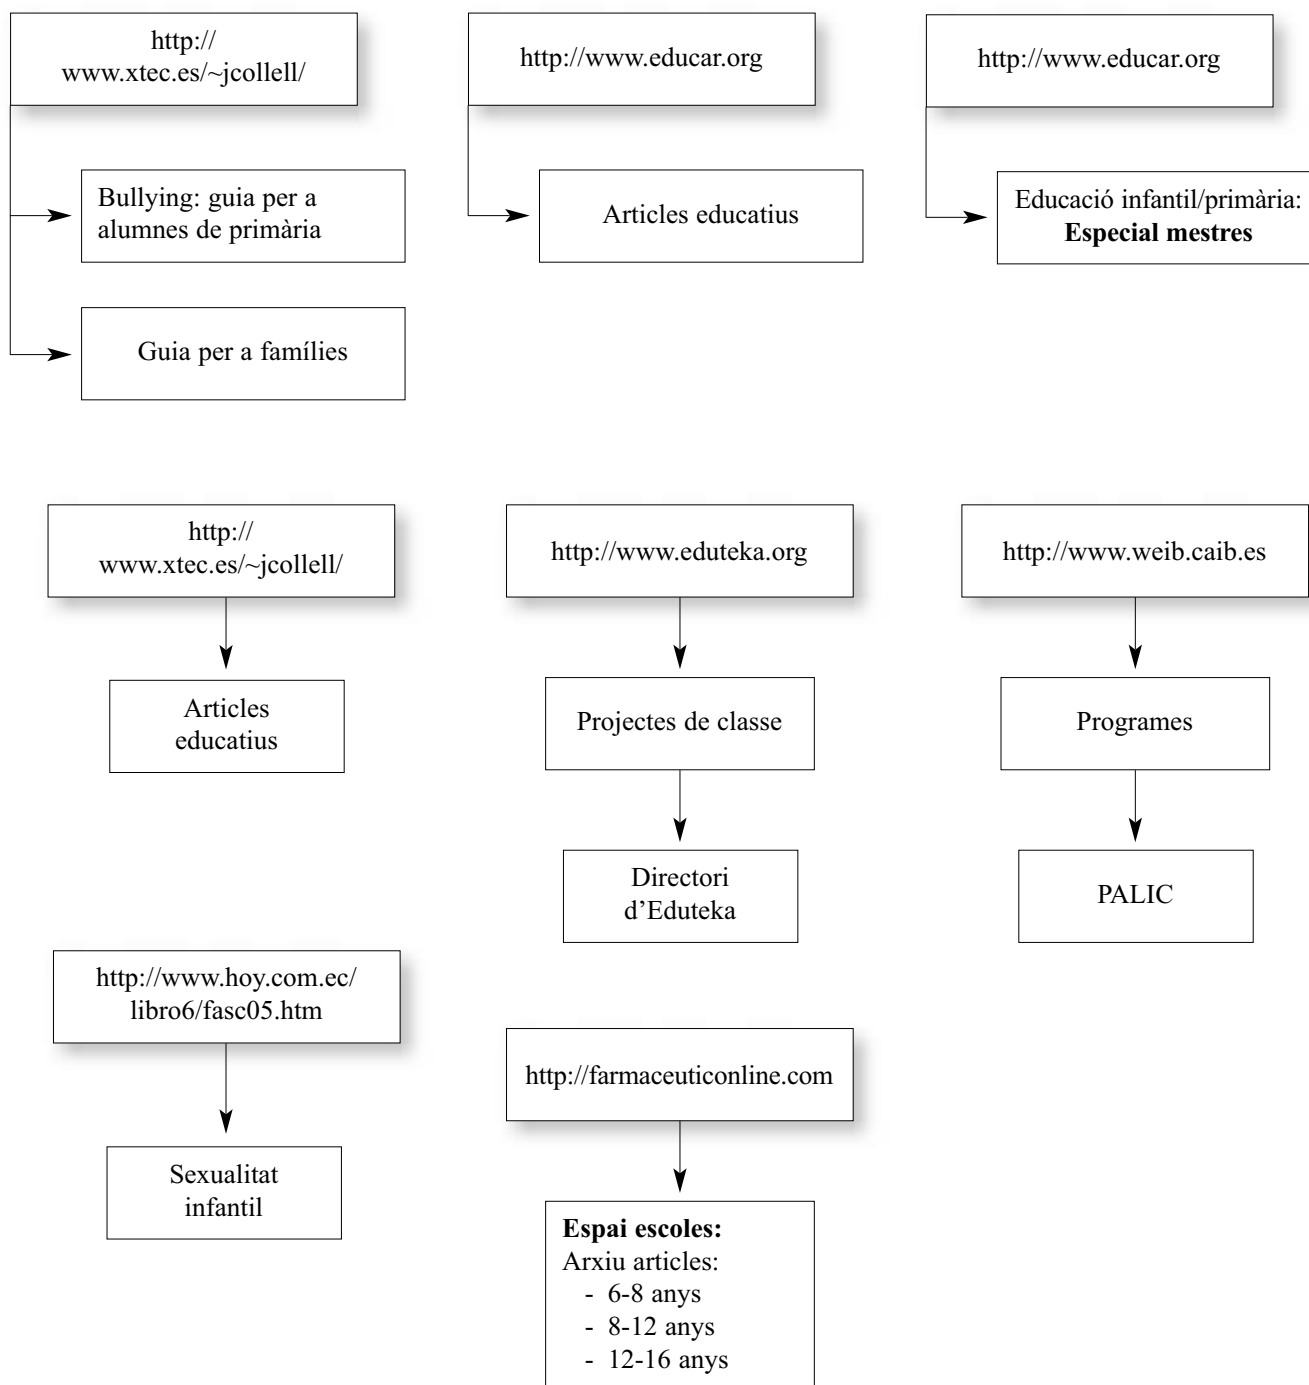 http://
www.xtec.es/~jcollell/
Bullying: guia per a
alumnes de primària
Guia per a famílies
http://www.educar.org
Articles educatius
http://www.educar.org
Educació infantil/primària:
Especial mestres
http://
www.xtec.es/~jcollell/
Articles
educatius
http://www.eduteka.org
Projectes de classe
Directori
d’Eduteka
http://www.weib.caib.es
Programes
PALIC
http://www.hoy.com.ec/
libro6/fasc05.htm
Sexualitat
infantil
http://farmaceuticonline.com
Espai escoles:
Arxiu articles:
- 6-8 anys
- 8-12 anys
- 12-16 anys